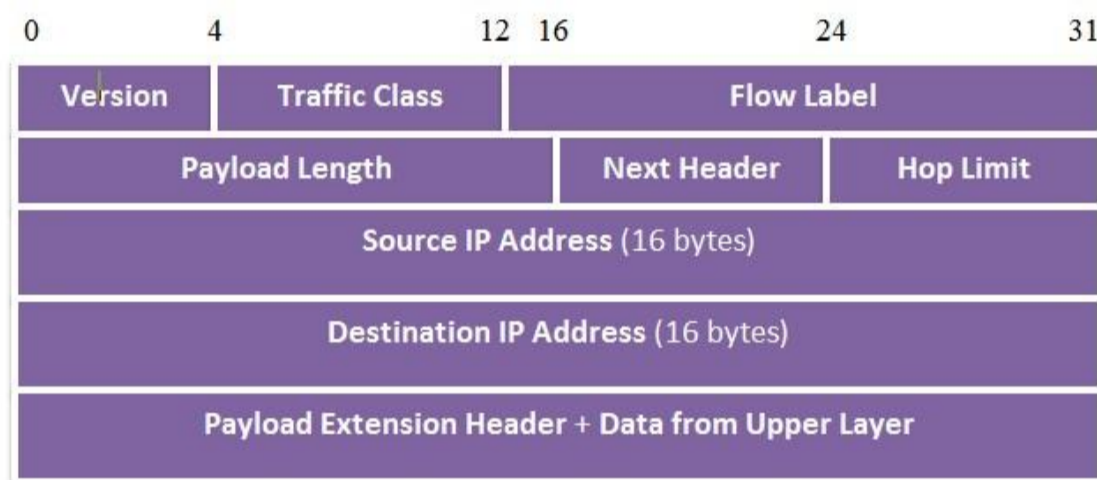 0 4 12 16 24 31
Version Traffic Class Flow Label
Payload Length Next Header Hop Limit
Source IP Address (16 bytes)
Destination IP Address (16 bytes)
Payload Extension Header + Data from Upper Layer